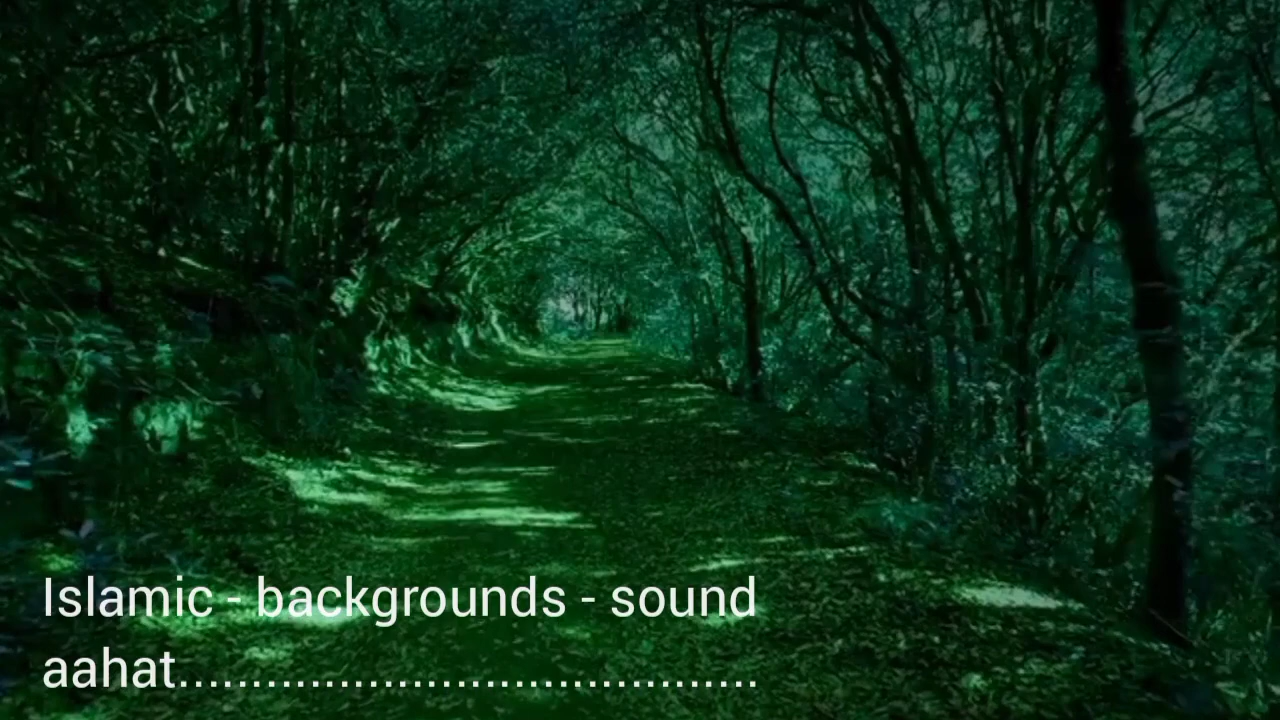 Islamic - backgrounds - sound
aahat.......................................